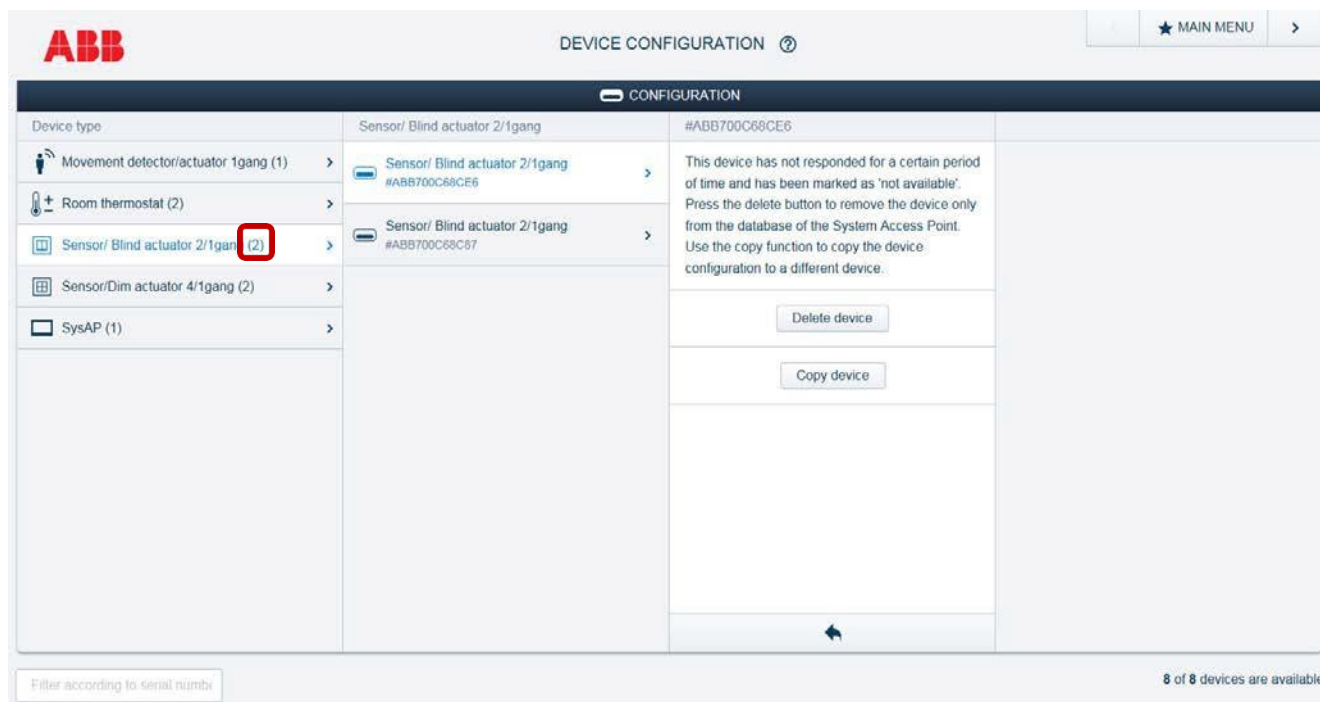 ABB
DEVICE CONFIGURATION ?
★ MAIN MENU >
CONFIGURATION
Device type
Sensor/ Blind actuator 2/1gang
#ABB700C68CE6
Movement detector/actuator 1gang (1)
Room thermostat (2)
Sensor/ Blind actuator 2/1gan (2)
Sensor/Dim actuator 4/1gang (2)
SysAP (1)
Sensor/ Blind actuator 2/1gang
#ABB700C68CE6
Sensor/ Blind actuator 2/1gang
#ABB700C68C87
This device has not responded for a certain period
of time and has been marked as 'not available'.
Press the delete button to remove the device only
from the database of the System Access Point.
Use the copy function to copy the device
configuration to a different device.
Delete device
Copy device
Filter according to serial numbe
8 of 8 devices are available